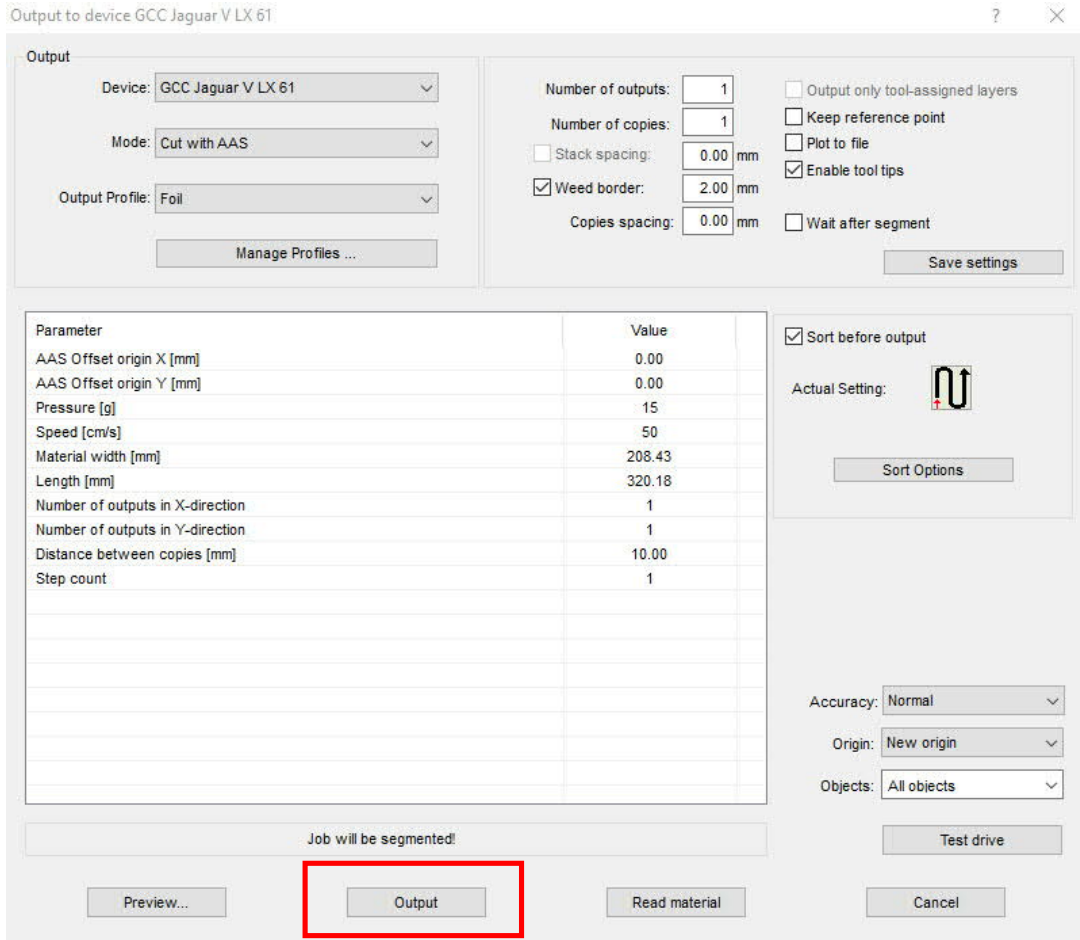 Output to device GCC Jaguar V LX 61
?
Output
Device: GCC Jaguar V LX 61
Mode: Cut with AAS
Output Profile: Foil
Manage Profiles ...
Number of outputs: 1
Number of copies: 1
Stack spacing: 0.00 mm
Weed border: 2.00 mm
Copies spacing: 0.00 mm
Output only tool-assigned layers
Keep reference point
Plot to file
Enable tool tips
Wait after segment
Save settings
Parameter Value
AAS Offset origin X [mm] 0.00
AAS Offset origin Y [mm] 0.00
Pressure [g] 15
Speed [cm/s] 50
Material width [mm] 208.43
Length [mm] 320.18
Number of outputs in X-direction 1
Number of outputs in Y-direction 1
Distance between copies [mm] 10.00
Step count 1
Sort before output
Actual Setting:
Sort Options
Accuracy: Normal
Origin: New origin
Objects: All objects
Job will be segmented!
Test drive
Preview... Output Read material Cancel